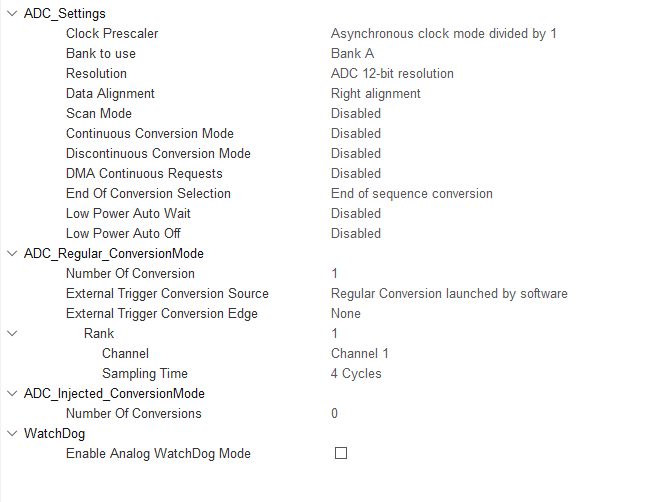 ADC_Settings
Clock Prescaler Asynchronous clock mode divided by 1
Bank to use Bank A
Resolution ADC 12-bit resolution
Data Alignment Right alignment
Scan Mode Disabled
Continuous Conversion Mode Disabled
Discontinuous Conversion Mode Disabled
DMA Continuous Requests Disabled
End Of Conversion Selection End of sequence conversion
Low Power Auto Wait Disabled
Low Power Auto Off Disabled
ADC_Regular_ConversionMode
Number Of Conversion 1
External Trigger Conversion Source Regular Conversion launched by software
External Trigger Conversion Edge None
Rank 1
Channel Channel 1
Sampling Time 4 Cycles
ADC_Injected_ConversionMode
Number Of Conversions 0
WatchDog
Enable Analog WatchDog Mode